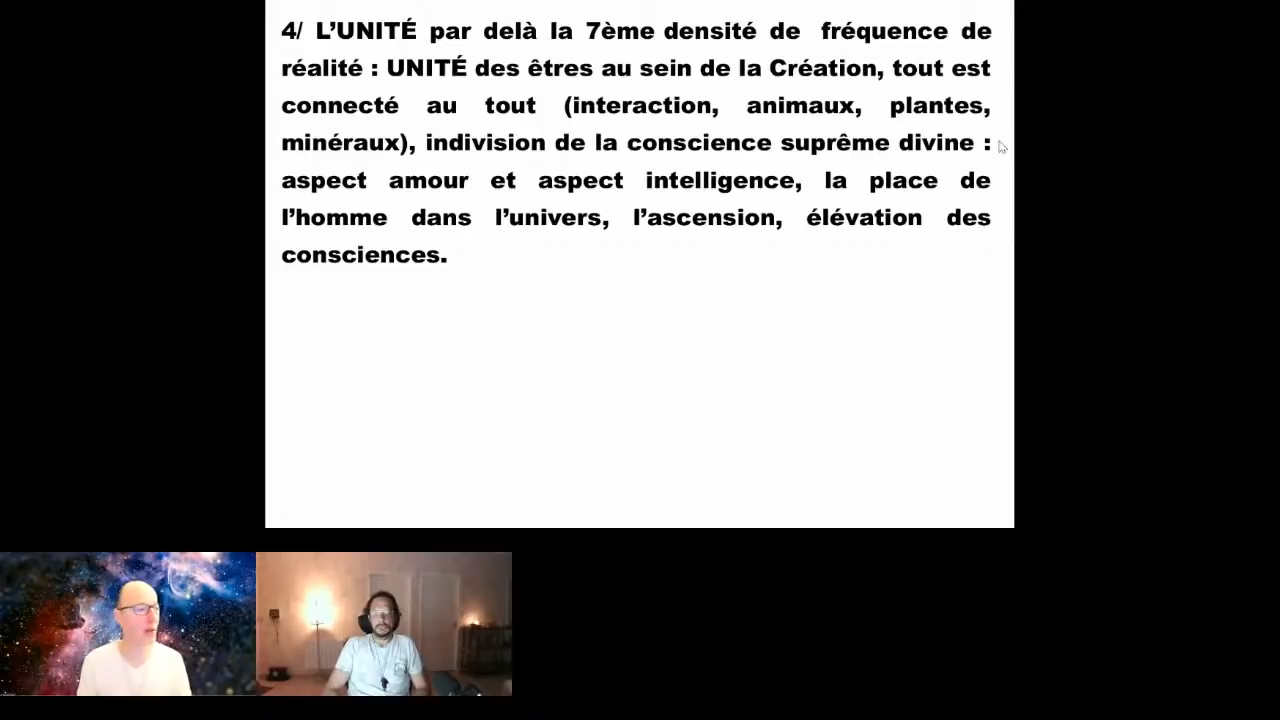 4/ L’UNITÉ par delà la 7ème densité de fréquence de
réalité : UNITÉ des êtres au sein de la Création, tout est
connecté au tout (interaction, animaux, plantes,
minéraux), indivision de la conscience suprême divine :
aspect amour et aspect intelligence, la place de
l’homme dans l’univers, l’ascension, élévation des
consciences.